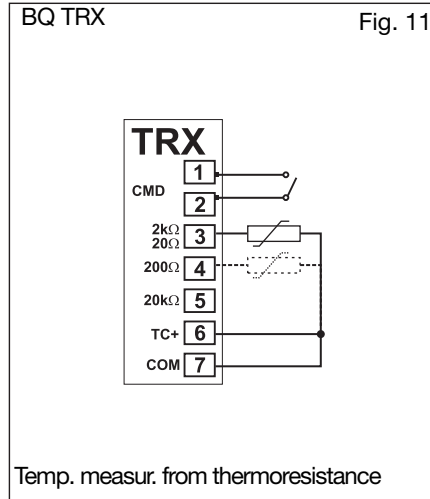 BQ TRX
Fig. 11
TRX
1
CMD
2
2kΩ
20Ω
3
200Ω 4
20kΩ 5
TC+ 6
COM 7
Temp. measur. from thermoresistance